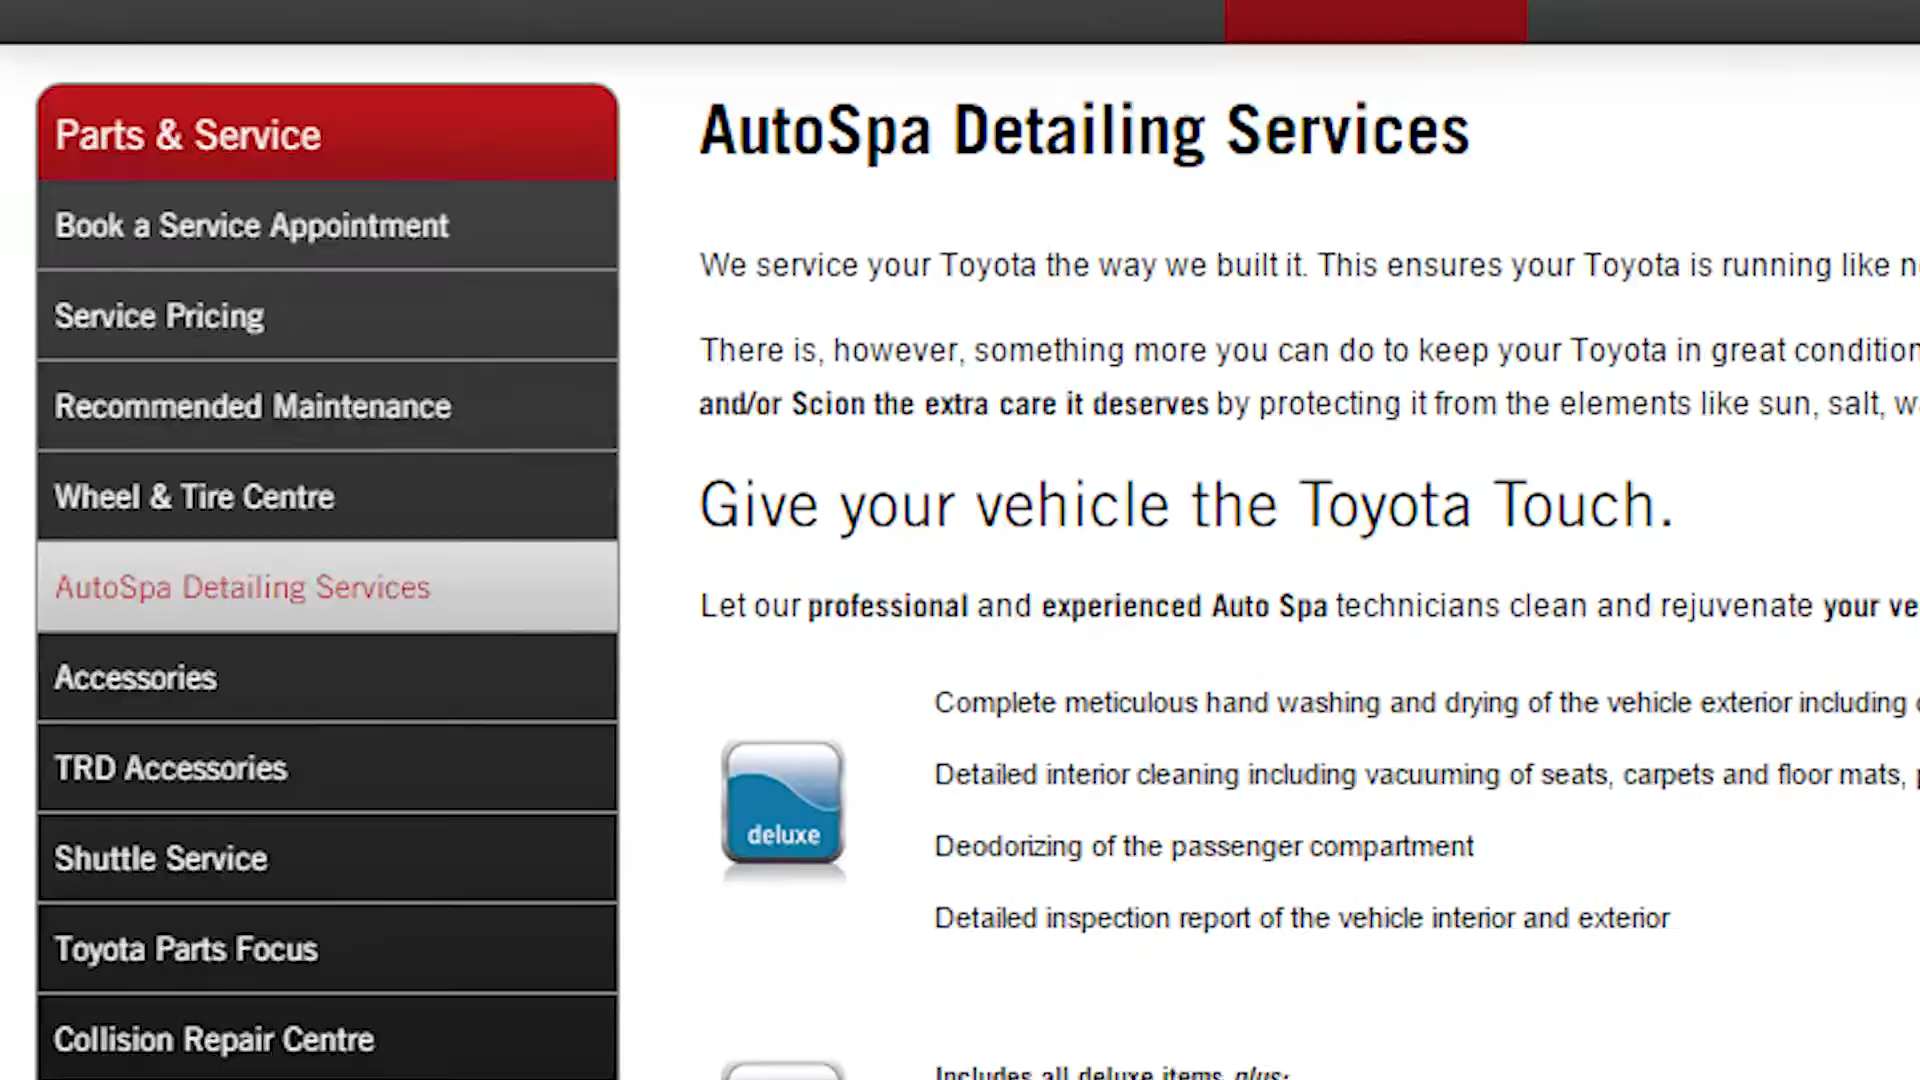 Parts & Service
Book a Service Appointment
Service Pricing
Recommended Maintenance
Wheel & Tire Centre
AutoSpa Detailing Services
Accessories
TRD Accessories
Shuttle Service
Toyota Parts Focus
Collision Repair Centre
AutoSpa Detailing Services
We service your Toyota the way we built it. This ensures your Toyota is running like
There is, however, something more you can do to keep your Toyota in great condition
and/or Scion the extra care it deserves by protecting it from the elements like sun, salt,
Give your vehicle the Toyota Touch.
Let our professional and experienced Auto Spa technicians clean and rejuvenate your
Complete meticulous hand washing and drying of the vehicle exterior including
Detailed interior cleaning including vacuuming of seats, carpets and floor mats,
deluxe
Deodorizing of the passenger compartment
Detailed inspection report of the vehicle interior and exterior
Includes all deluxe items plus: